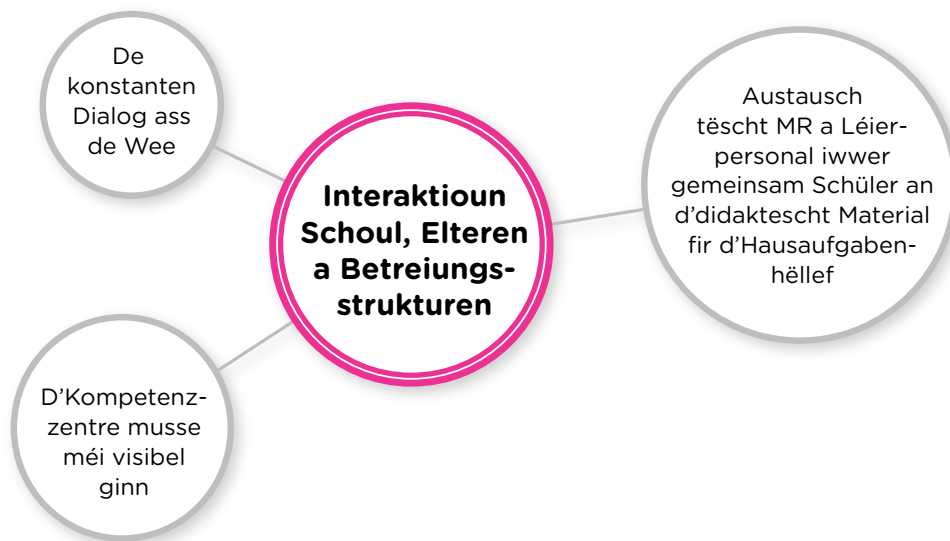 De
konstanten
Dialog ass
de Wee
Interaktioun
Schoul, Elteren
a Betreiungs-
strukturen
Austausch
tëscht MR a Léier-
personal iwwer
gemeinsam Schüler an
d’didaktescht Material
fir d’Hausaufgaben-
hëllef
D’Kompetenz-
zentre musse
méi visibel
ginn